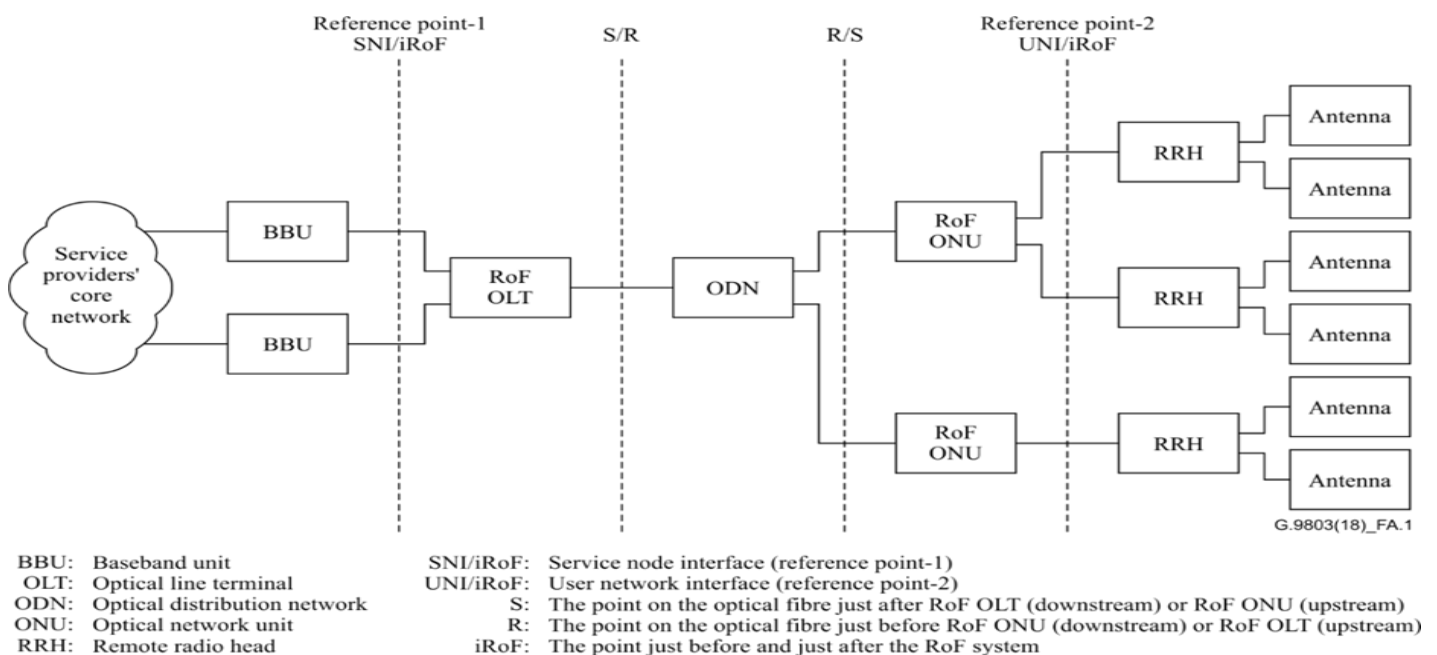 Reference point-1
SNI/iRoF
S/R
R/S
Reference point-2
UNI/iRoF
Service
providers'
core
network
BBU
BBU
RoF
OLT
ODN
RoF
ONU
RoF
ONU
RRH
RRH
RRH
Antenna
Antenna
Antenna
Antenna
Antenna
Antenna
G.9803(18)_FA.1
BBU: Baseband unit
OLT: Optical line terminal
ODN: Optical distribution network
ONU: Optical network unit
RRH: Remote radio head
SNI/iRoF: Service node interface (reference point-1)
UNI/iRoF: User network interface (reference point-2)
S: The point on the optical fibre just after RoF OLT (downstream) or RoF ONU (upstream)
R: The point on the optical fibre just before RoF ONU (downstream) or RoF OLT (upstream)
iRoF: The point just before and just after the RoF system